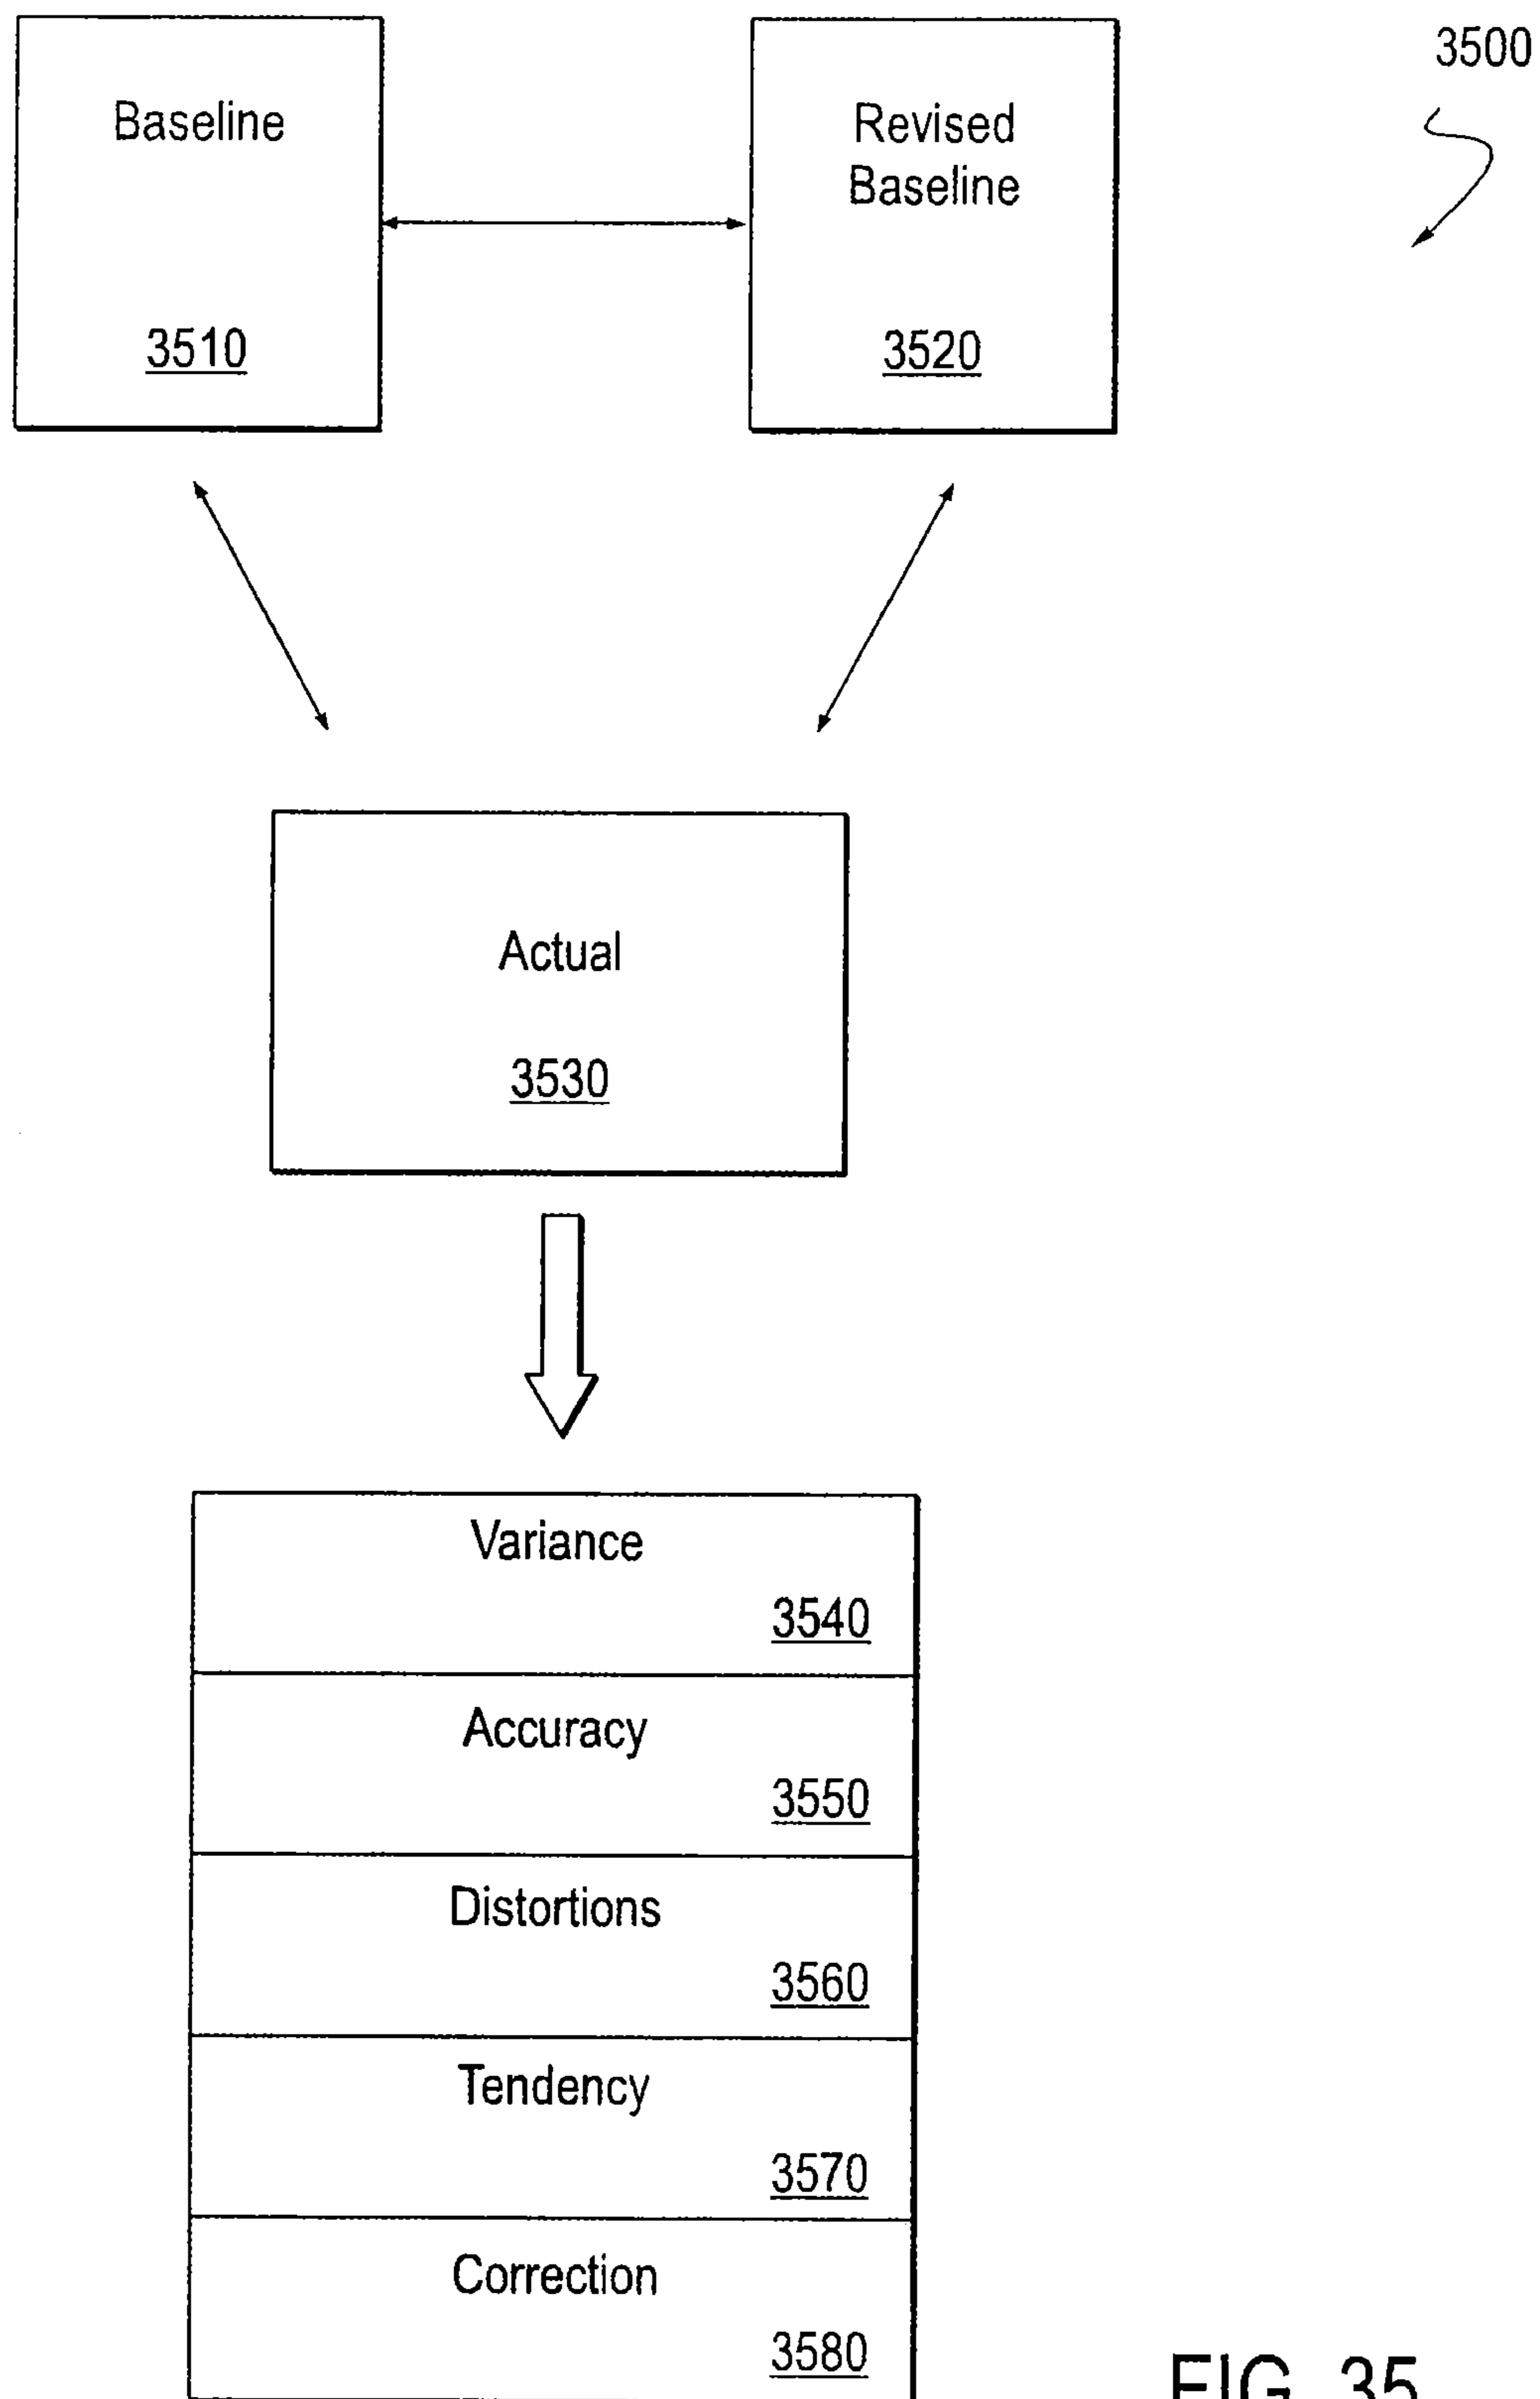 3500
Baseline
3510
Revised
Baseline
3520
Actual
3530
Variance
3540
Accuracy
3550
Distortions
3560
Tendency
3570
Correction
3580
FIG. 35